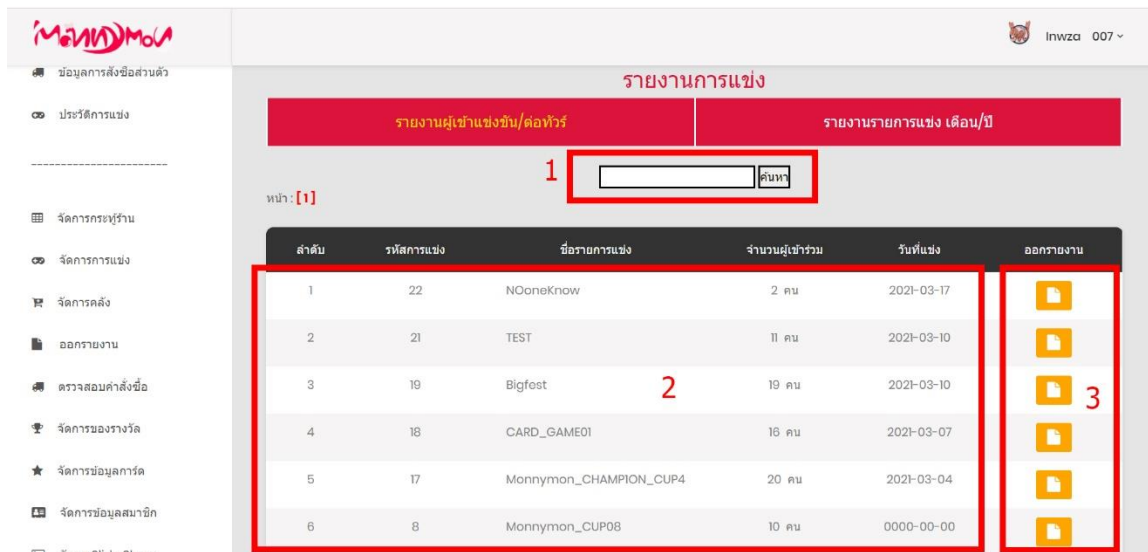 MonnyMon
Inwza 007
ข้อมูลการสั่งซื้อส่วนตัว
ประวัติการแข่ง
------------------------
จัดการกระทู้ร้าน
จัดการการแข่ง
จัดการคลัง
ออกรายงาน
ตรวจสอบคำสั่งซื้อ
จัดการของรางวัล
จัดการข้อมูลการ์ด
จัดการข้อมูลสมาชิก
รายงานการแข่ง
รายงานผู้เข้าแข่งขัน/ต่อทัวร์ รายงานรายการแข่ง เดือน/ปี
1 ค้นหา
หน้า : [1]
ลำดับ รหัสการแข่ง ชื่อรายการแข่ง จำนวนผู้เข้าร่วม วันที่แข่ง ออกรายงาน
1 22 NOoneKnow 2 คน 2021-03-17
2 21 TEST 11 คน 2021-03-10
3 19 Bigfest 2 19 คน 2021-03-10 3
4 18 CARD_GAME01 16 คน 2021-03-07
5 17 Monnymon_CHAMPION_CUP4 20 คน 2021-03-04
6 8 Monnymon_CUP08 10 คน 0000-00-00